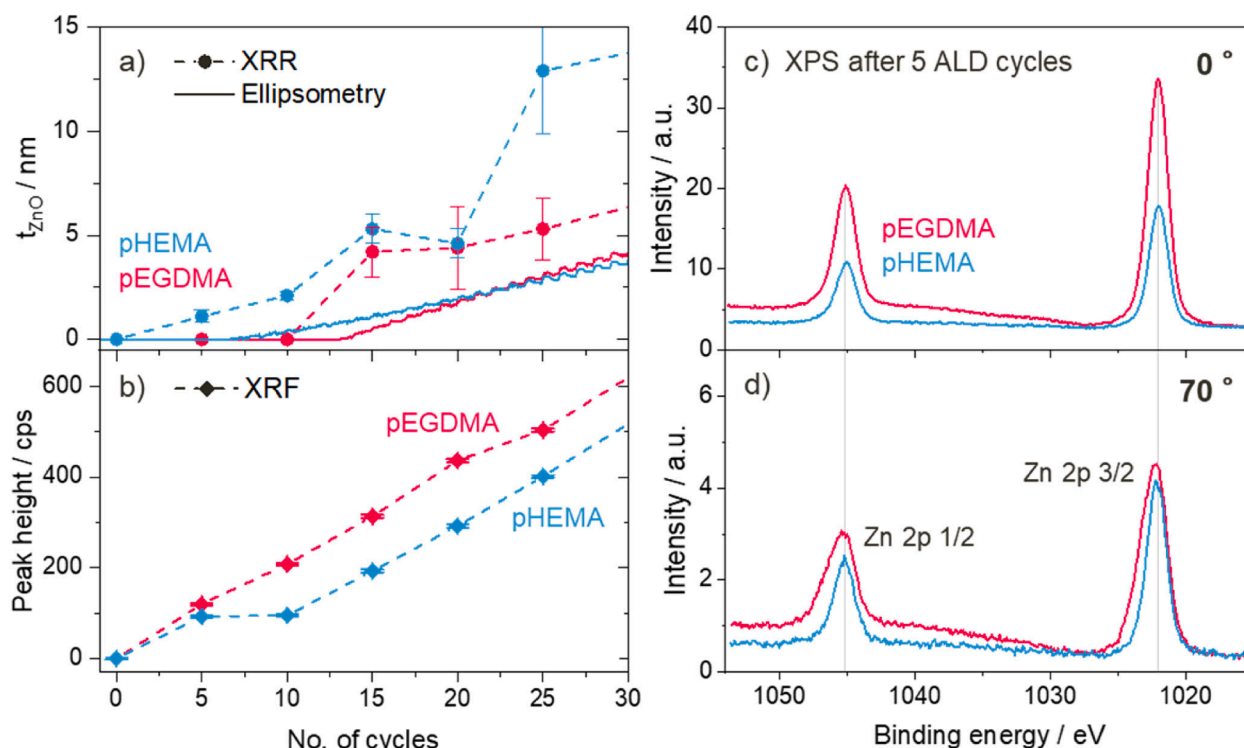 15
10
5
0
t ZnO / nm
a)
XRR
Ellipsometry
pHEMA
pEGDMA
600
400
200
0
Peak height / cps
b)
XRF
pEGDMA
pHEMA
0 5 10 15 20 25 30
No. of cycles
40
30
20
10
0
Intensity / a.u.
c) XPS after 5 ALD cycles
0 °
pEGDMA
pHEMA
6
4
2
0
Intensity / a.u.
d)
70 °
Zn 2p 3/2
Zn 2p 1/2
1050 1040 1030 1020
Binding energy / eV